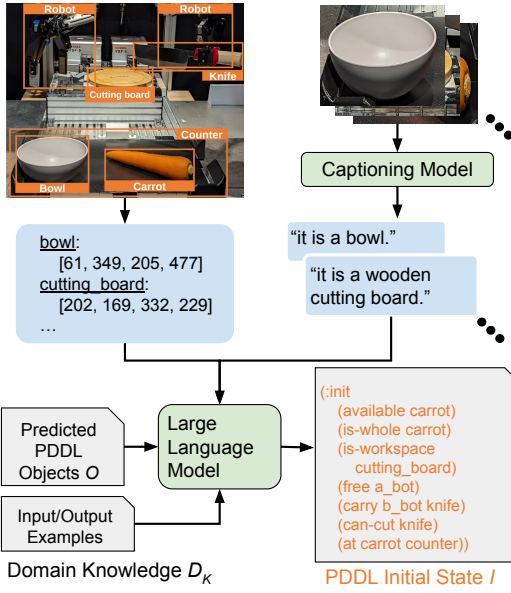 Robot
Robot
Knife
Cutting board
Counter
Bowl
Carrot
Captioning Model
bowl:
[61, 349, 205, 477]
cutting_board:
[202, 169, 332, 229]
…
“it is a bowl.”
“it is a wooden
cutting board.”
Predicted
PDDL
Objects O
Input/Output
Examples
Large
Language
Model
(:init
(available carrot)
(is-whole carrot)
(is-workspace
cutting_board)
(free a_bot)
(carry b_bot knife)
(can-cut knife)
(at carrot counter))
Domain Knowledge D_K
PDDL Initial State I